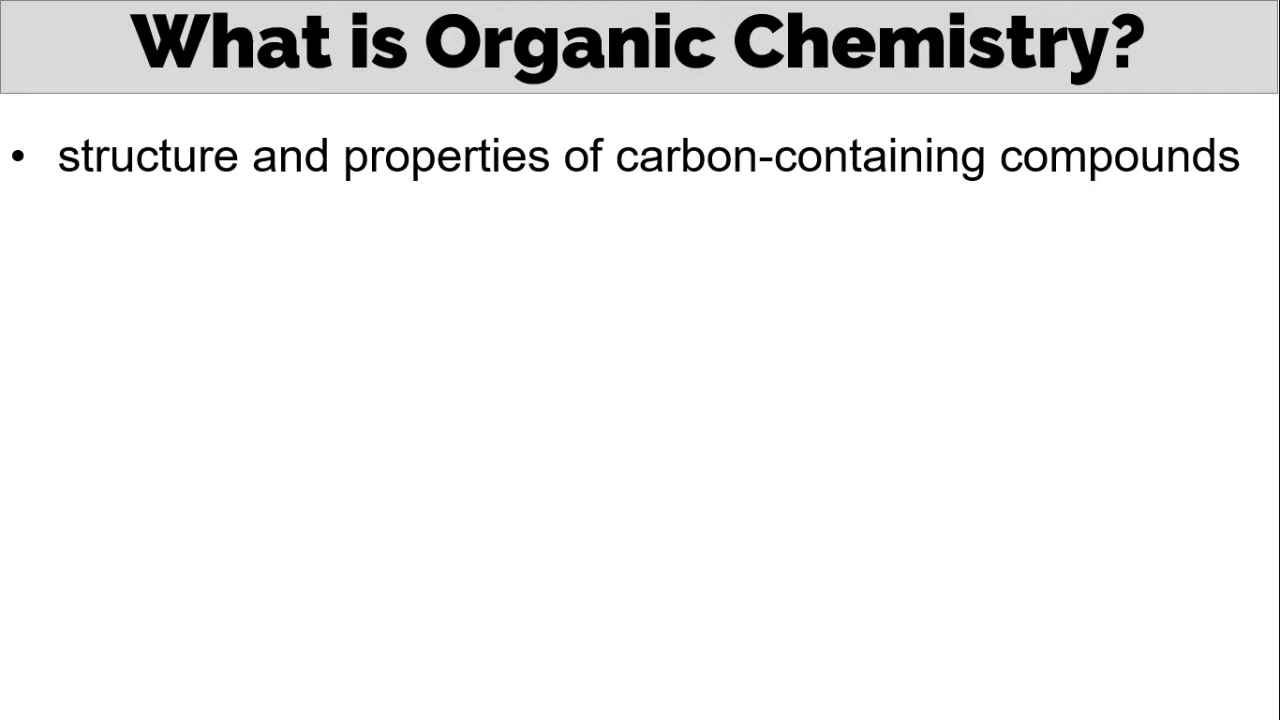 What is Organic Chemistry?
• structure and properties of carbon-containing compounds